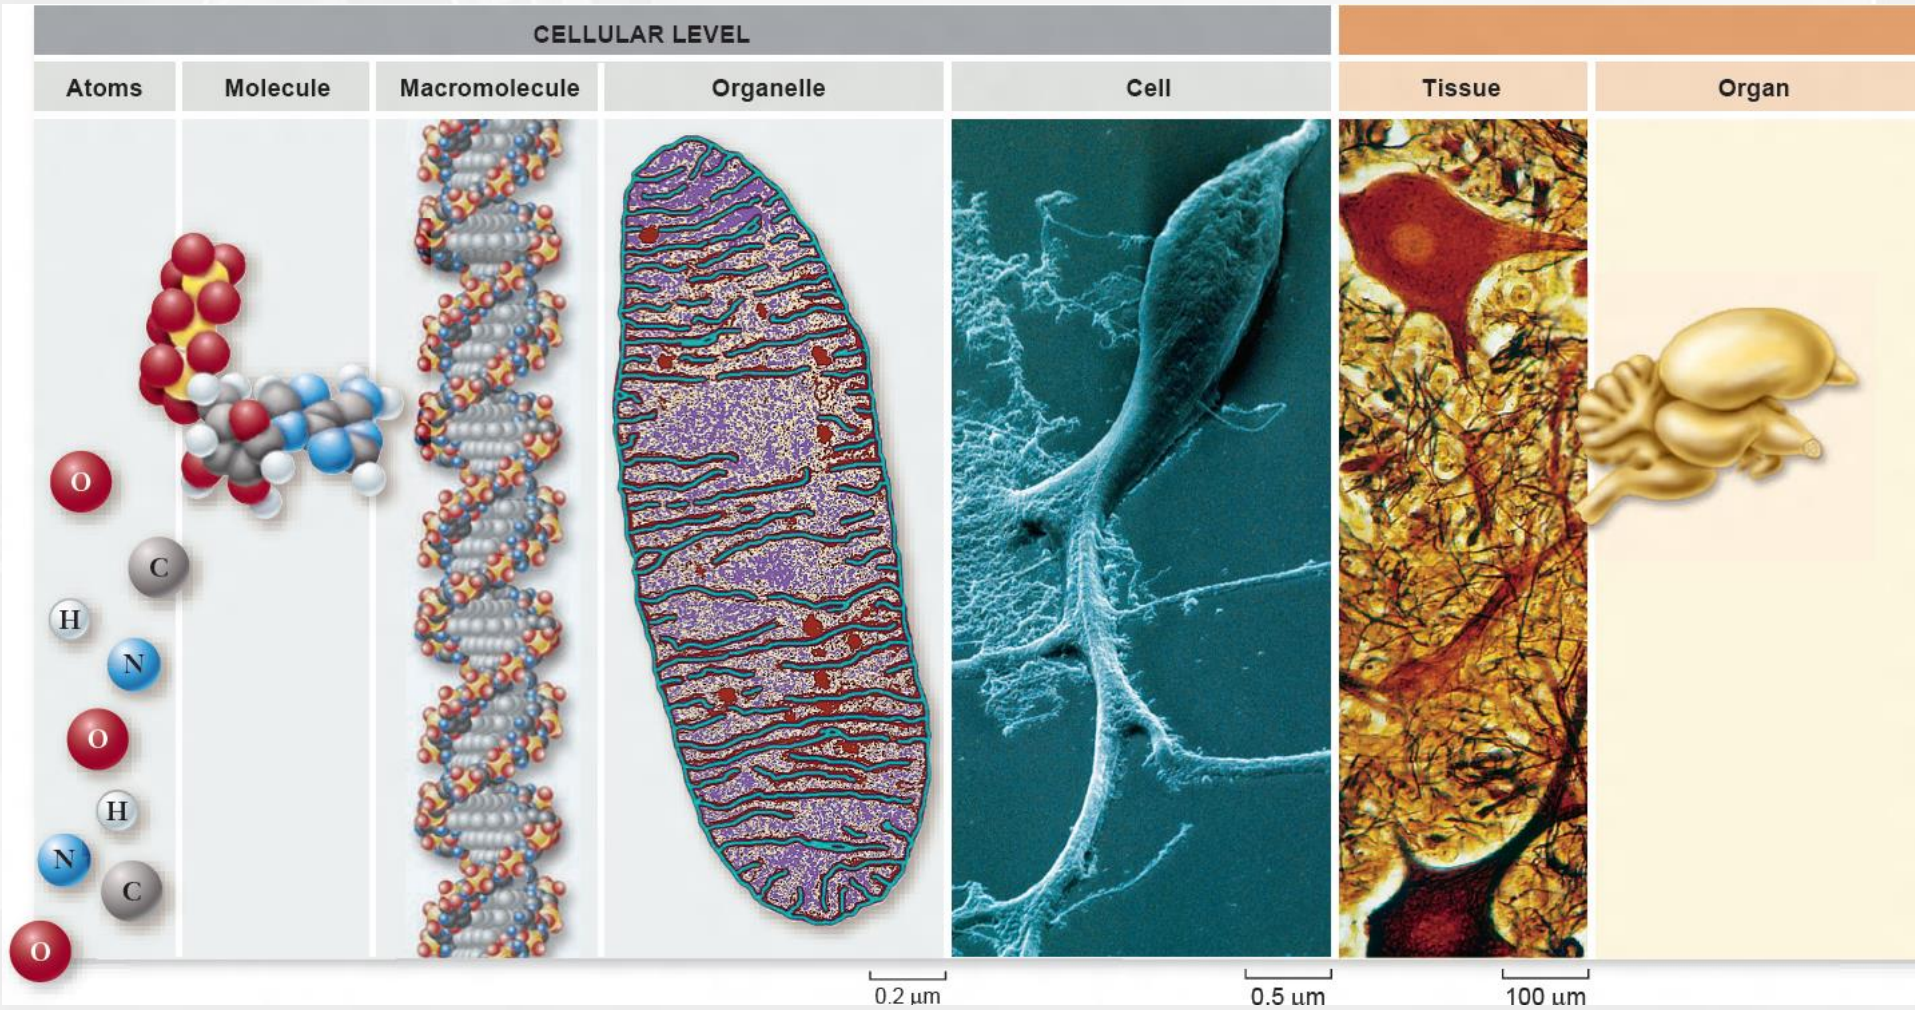 CELLULAR LEVEL
Atoms
Molecule
Macromolecule
Organelle
Cell
Tissue
Organ
O
C
H
N
O
H
N
C
O
0.2 µm
0.5 µm
100 µm